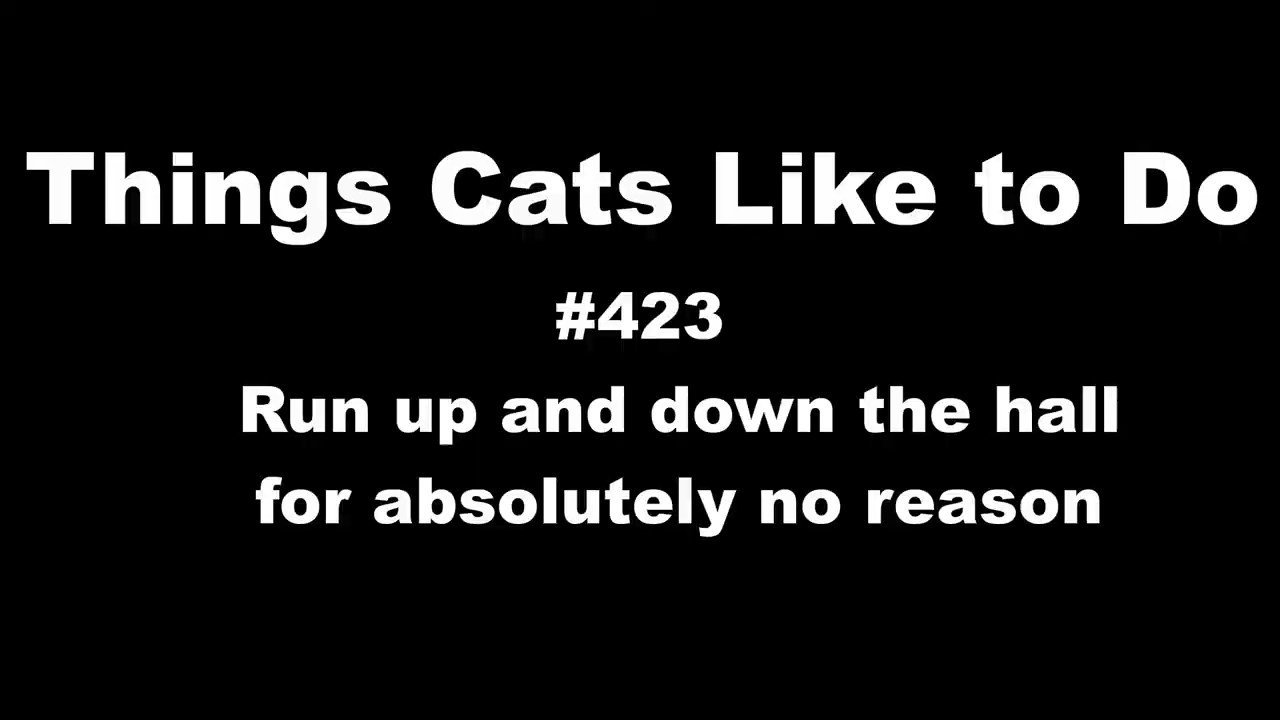 Things Cats Like to Do
#423
Run up and down the hall
for absolutely no reason